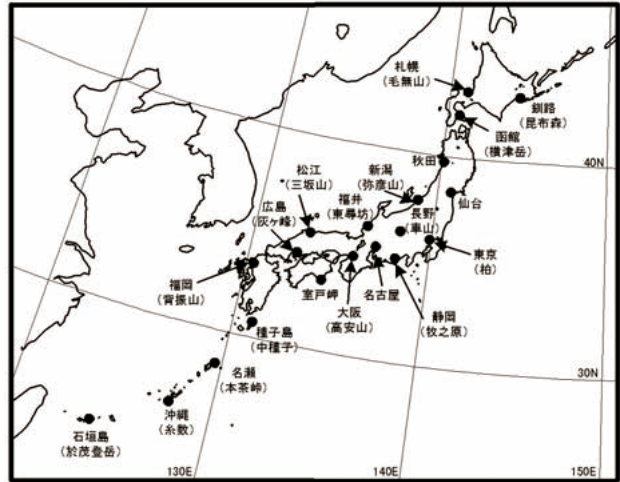 札幌
(毛無山)
釧路
(昆布森)
函館
(横津岳)
秋田
40N
松江
(三坂山)
新潟
(弥彦山)
福井
(東尋坊)
仙台
広島
(灰ヶ峰)
長野
(車山)
東京
(柏)
福岡
(背振山)
室戸岬
名古屋
大阪
(高安山)
静岡
(牧之原)
種子島
(中種子)
名瀬
(本茶峠)
30N
沖縄
(糸数)
石垣島
(於茂登岳)
130E
140E
150E